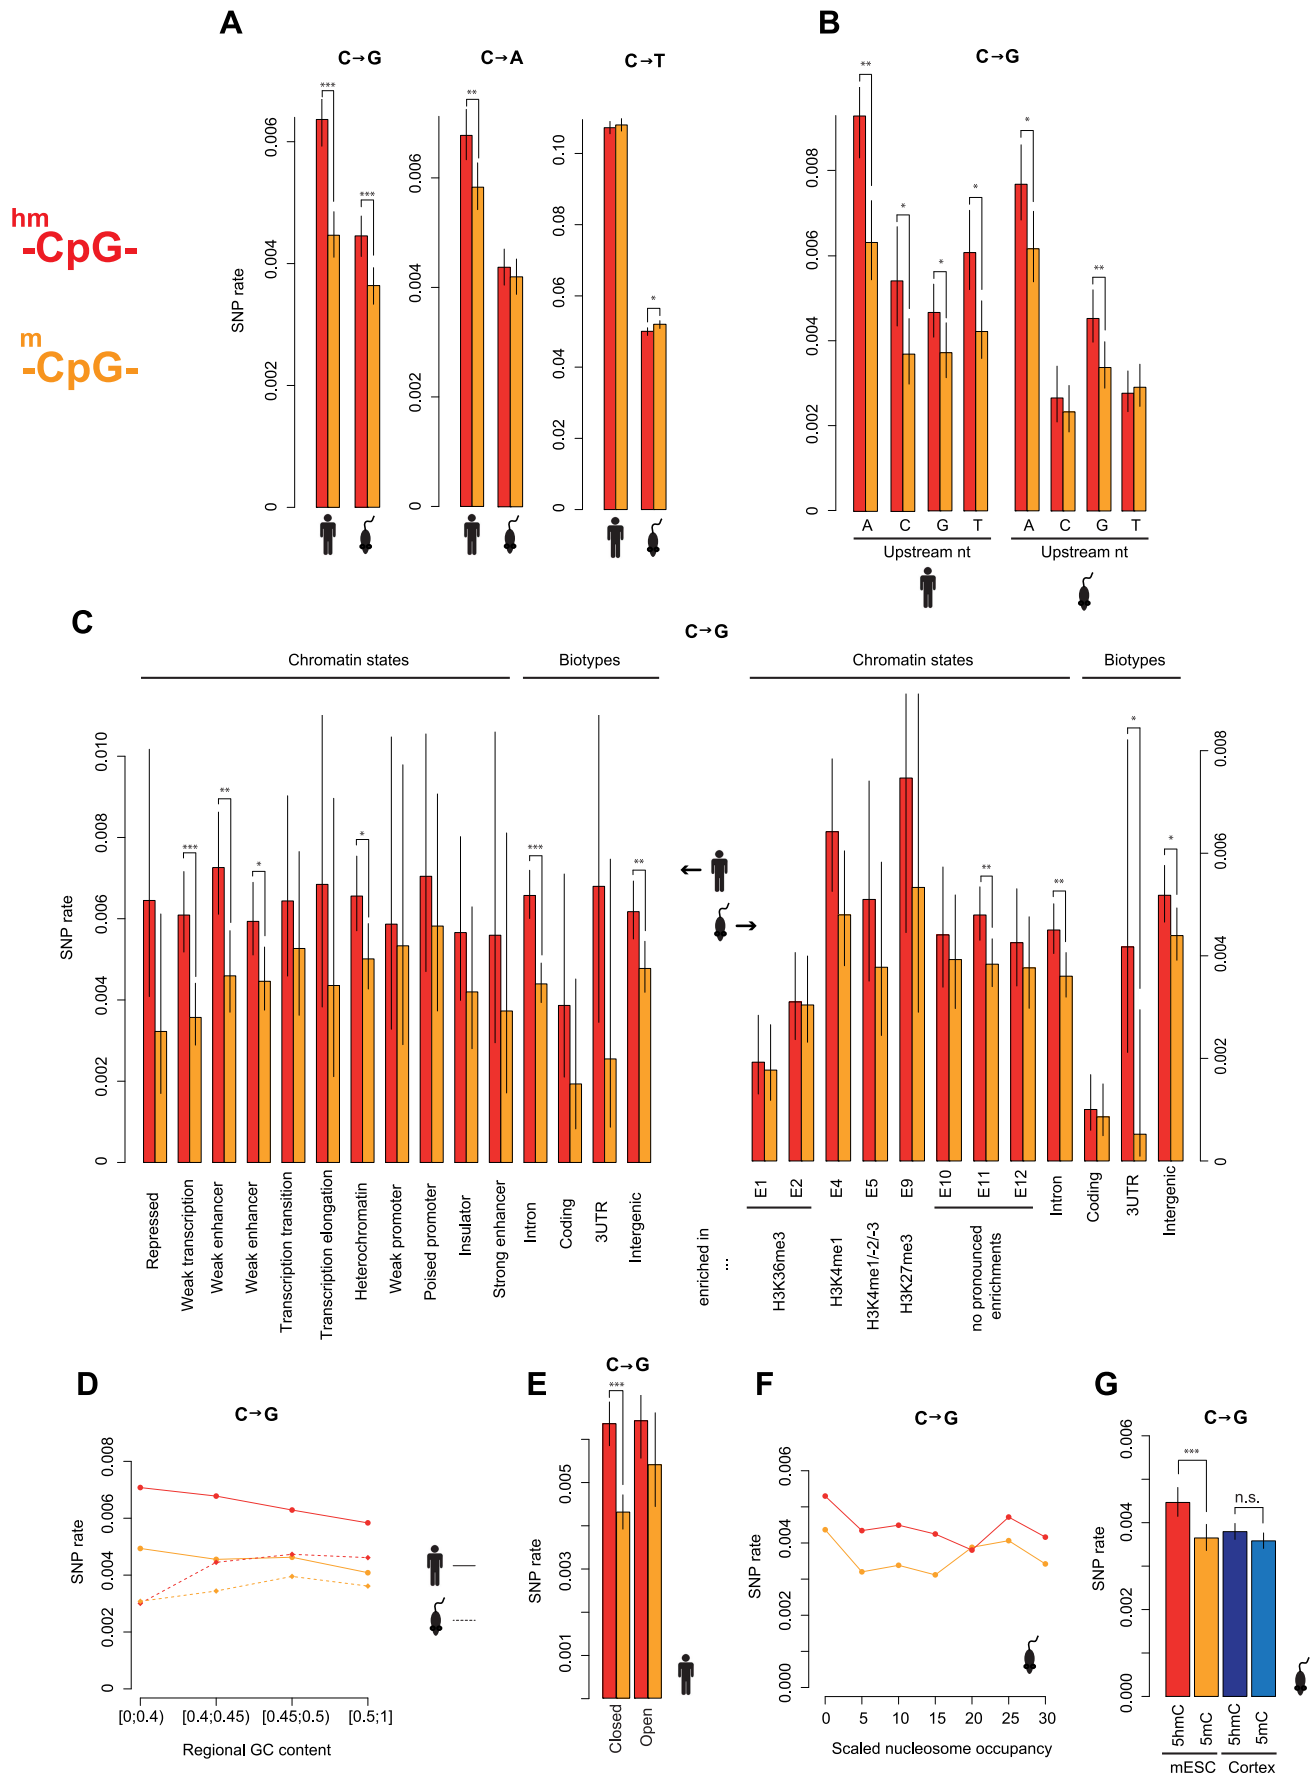 A
B
C→G
C→A
C→T
C→G
hm
-CpG-
m
-CpG-
SNP rate
0
0.002
0.004
0.006
***
***
0
0.002
0.004
0.006
**
0
0.02
0.04
0.06
0.08
0.10
*
0
0.002
0.004
0.006
0.008
**
*
*
*
*
**
A C G T
A C G T
Upstream nt
Upstream nt
C
C→G
Chromatin states
Biotypes
Chromatin states
Biotypes
SNP rate
0
0.002
0.004
0.006
0.008
0.010
***
**
*
*
***
**
←
→
**
**
*
*
0
0.002
0.004
0.006
0.008
Repressed
Weak transcription
Weak enhancer
Weak enhancer
Transcription transition
Transcription elongation
Heterochromatin
Weak promoter
Poised promoter
Insulator
Strong enhancer
Intron
Coding
3UTR
Intergenic
enriched in
...
E1
E2
E4
E5
E9
E10
E11
E12
Intron
Coding
3UTR
Intergenic
H3K36me3
H3K4me1
H3K4me1/-2/-3
H3K27me3
no pronounced
enrichments
D
C→G
SNP rate
0
0.002
0.004
0.006
0.008
[0;0.4) [0.4;0.45) [0.45;0.5) [0.5;1]
Regional GC content
E
C→G
***
SNP rate
0.001
0.003
0.005
Closed
Open
F
C→G
SNP rate
0.000
0.002
0.004
0.006
0 5 10 15 20 25 30
Scaled nucleosome occupancy
G
C→G
SNP rate
0.000
0.002
0.004
0.006
***
n.s.
5hmC
5mC
5hmC
5mC
mESC Cortex